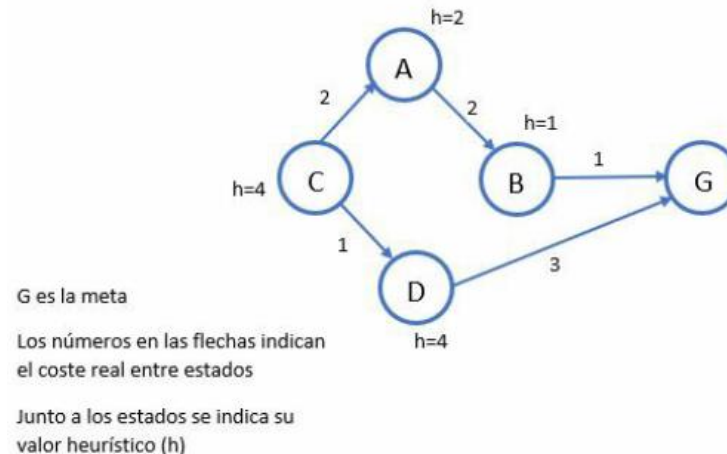 h=2
A
2
2
h=1
C
B
1
G
h=4
1
D
3
h=4
G es la meta
Los números en las flechas indican
el coste real entre estados
Junto a los estados se indica su
valor heurístico (h)